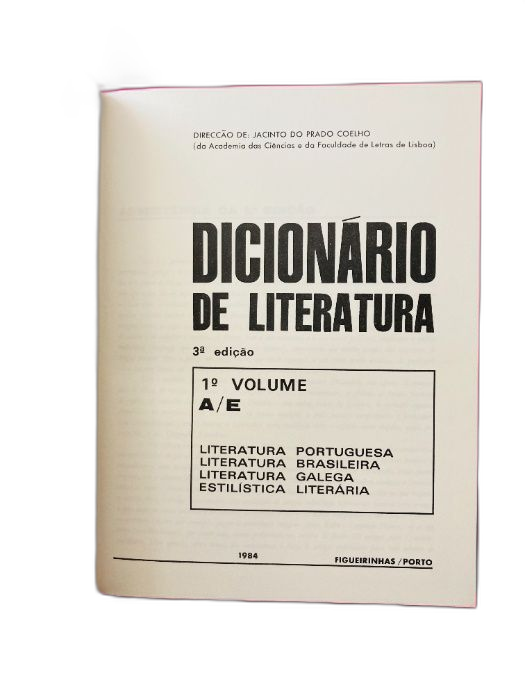 DIRECCÃO DE: JACINTO DO PRADO COELHO
(da Academia das Ciências e da Faculdade de Letras de Lisboa)
DICIONÁRIO
DE LITERATURA
3ª edição
1º VOLUME
A/E
LITERATURA PORTUGUESA
LITERATURA BRASILEIRA
LITERATURA GALEGA
ESTILÍSTICA LITERÁRIA
1984 FIGUEIRINHAS/PORTO